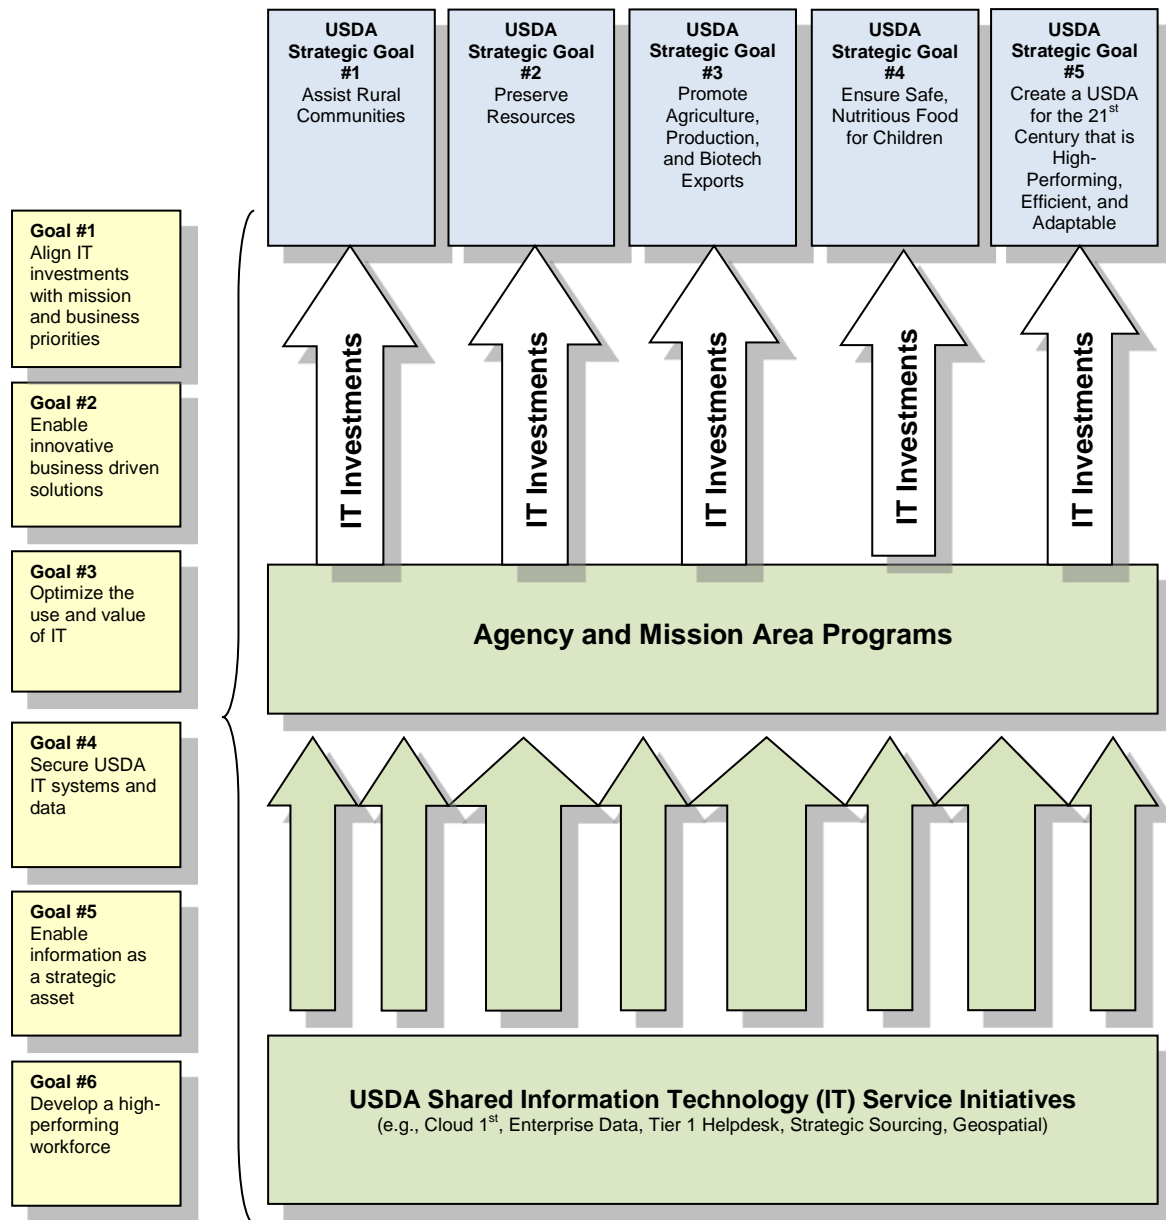 USDA
Strategic Goal
#1
Assist Rural
Communities
USDA
Strategic Goal
#2
Preserve
Resources
USDA
Strategic Goal
#3
Promote
Agriculture,
Production,
and Biotech
Exports
USDA
Strategic Goal
#4
Ensure Safe,
Nutritious Food
for Children
USDA
Strategic Goal
#5
Create a USDA
for the 21st
Century that is
High-
Performing,
Efficient, and
Adaptable
Goal #1
Align IT
investments
with mission
and business
priorities
Goal #2
Enable
innovative
business driven
solutions
Goal #3
Optimize the
use and value
of IT
Goal #4
Secure USDA
IT systems and
data
Goal #5
Enable
information as
a strategic
asset
Goal #6
Develop a high-
performing
workforce
IT Investments
IT Investments
IT Investments
IT Investments
IT Investments
Agency and Mission Area Programs
USDA Shared Information Technology (IT) Service Initiatives
(e.g., Cloud 1st, Enterprise Data, Tier 1 Helpdesk, Strategic Sourcing, Geospatial)